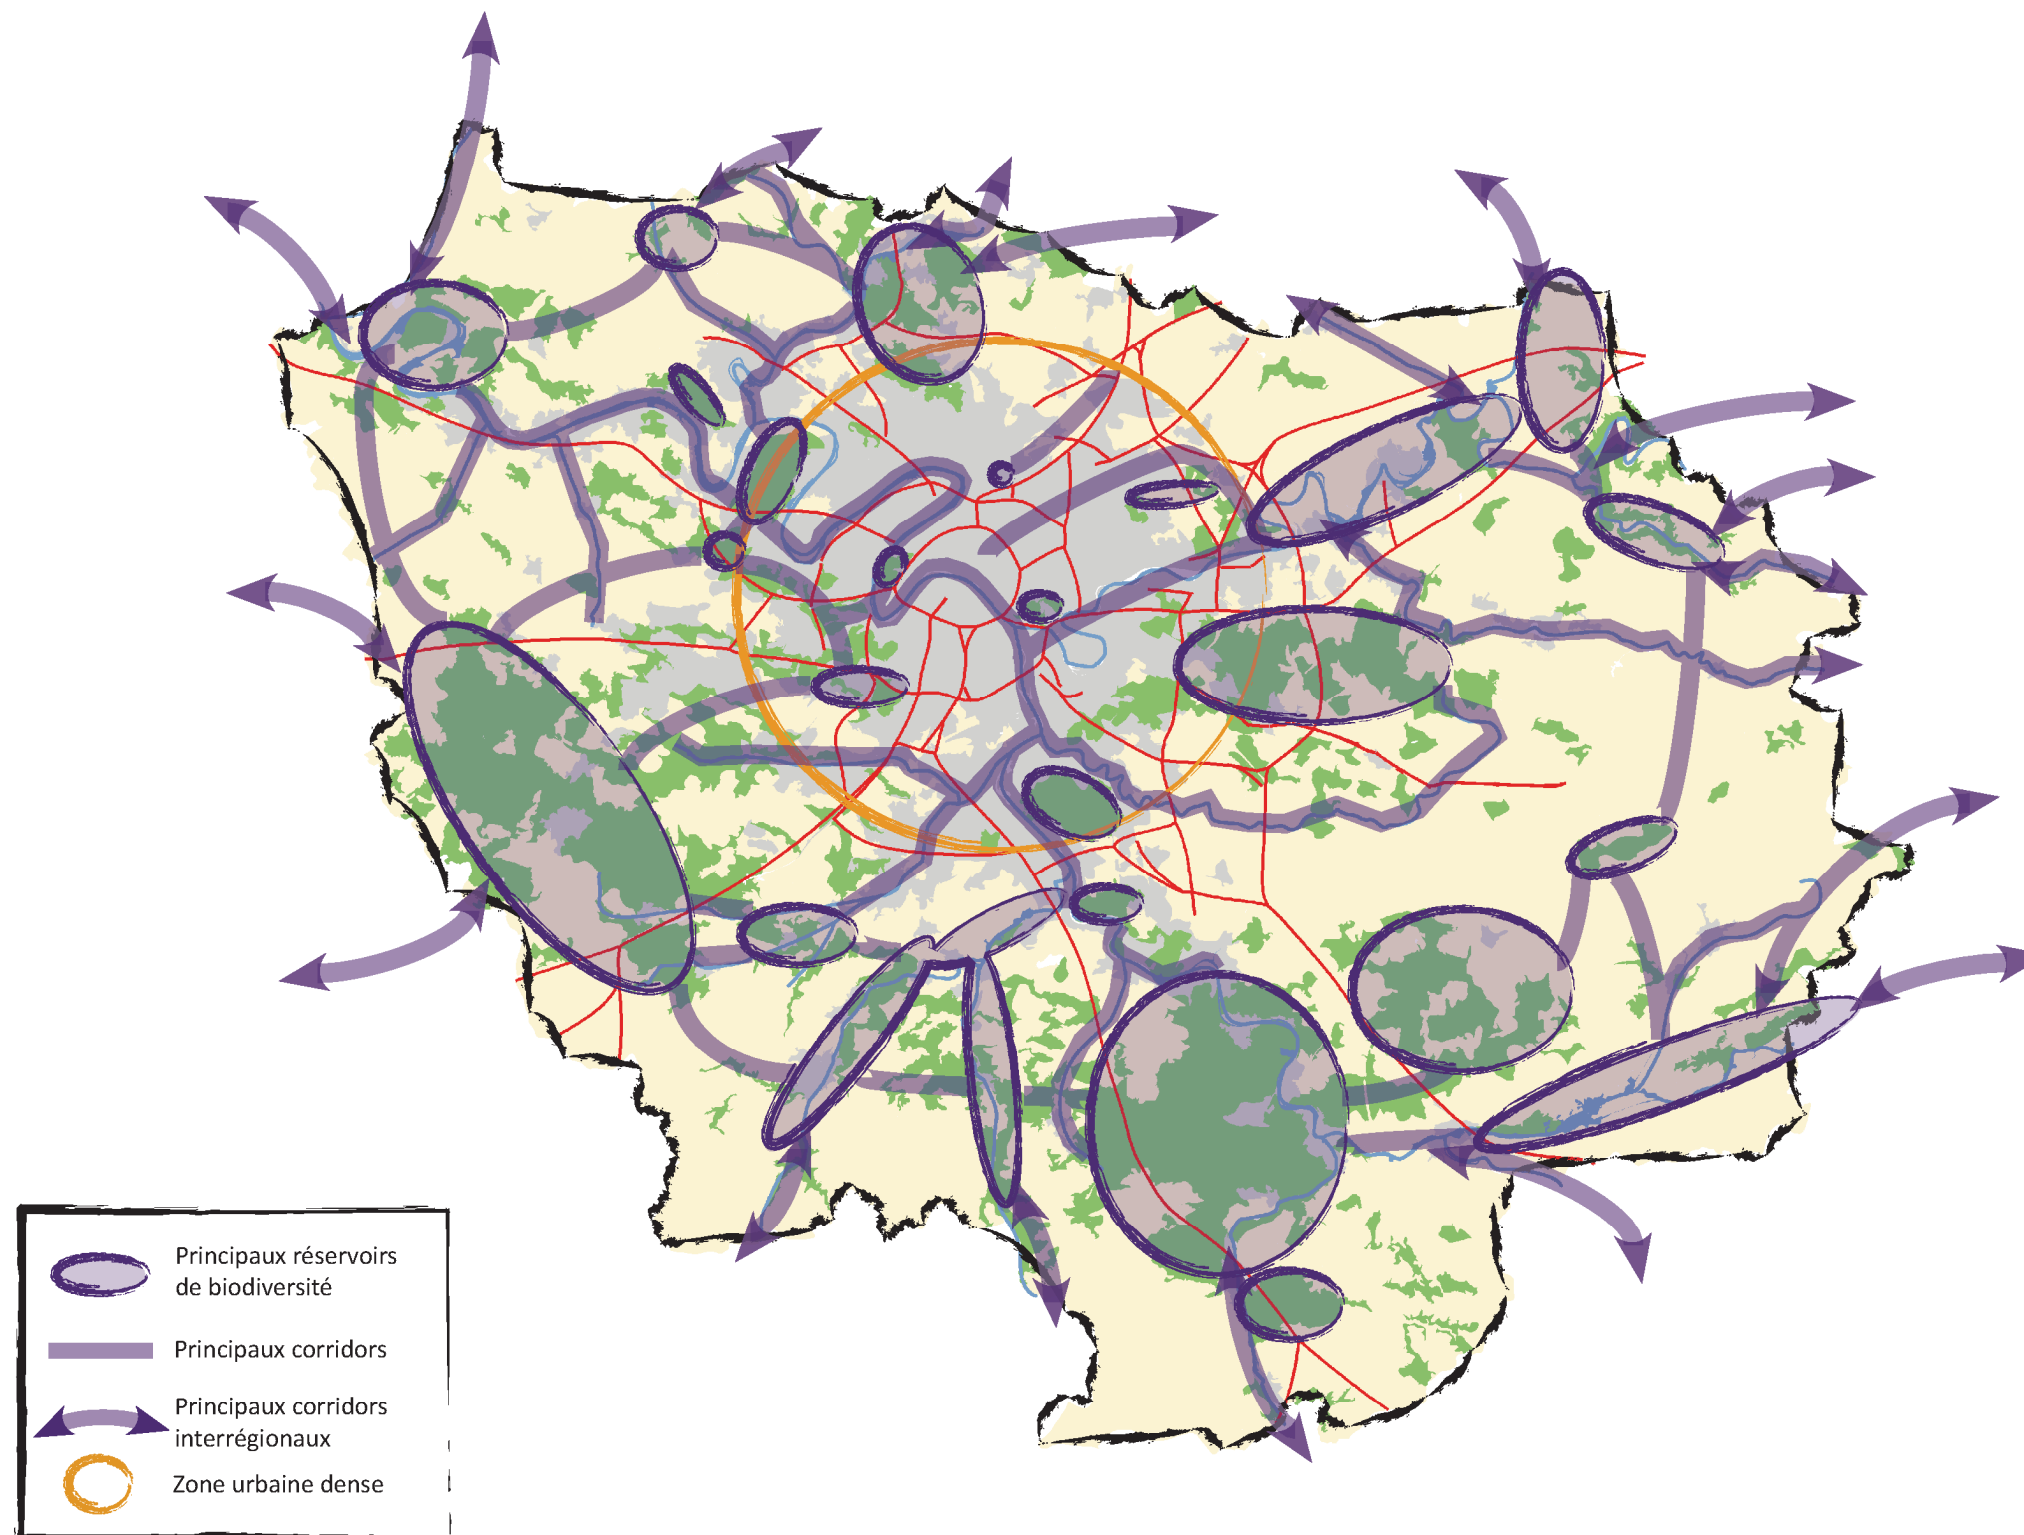 Principaux réservoirs
de biodiversité
Principaux corridors
Principaux corridors
interrégionaux
Zone urbaine dense